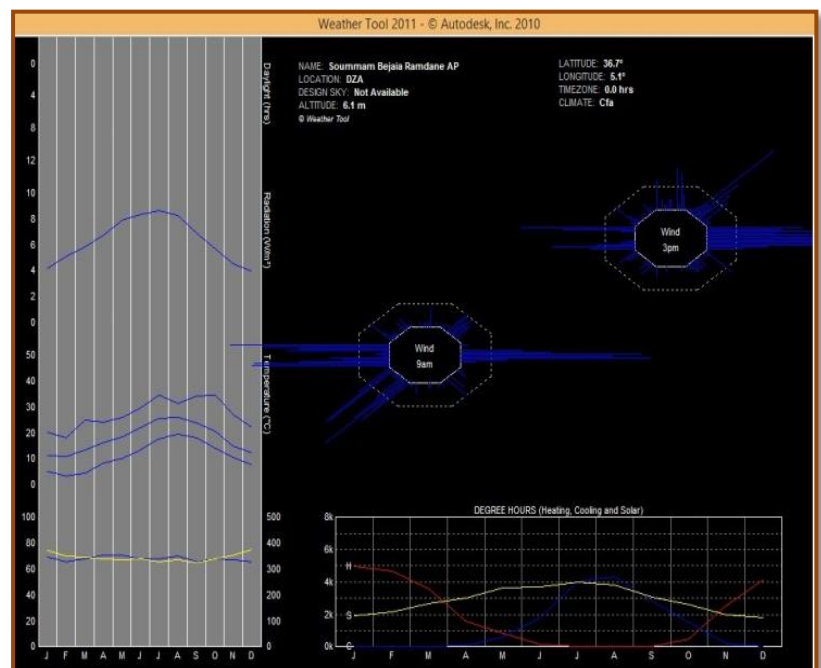 Weather Tool 2011 - © Autodesk, Inc. 2010
NAME: Soummam Bejaia Ramdane AP
LOCATION: DZA
DESIGN SKY: Not Available
ALTITUDE: 6.1 m
© Weather Tool
LATITUDE: 36.7°
LONGITUDE: 5.1°
TIMEZONE: 0.0 hrs
CLIMATE: Cfa
0
4
8
12
Daylight (hrs)
10
8
6
4
2
0
Radiation (W/m²)
50
40
30
20
10
0
Temperature (°C)
Wind
3pm
Wind
9am
100
80
60
40
20
0
500
400
300
200
100
0
J F M A M J J A S O N D
DEGREE HOURS (Heating, Cooling and Solar)
8k
6k
4k
2k
0k
H
S
C
J F M A M J J A S O N D